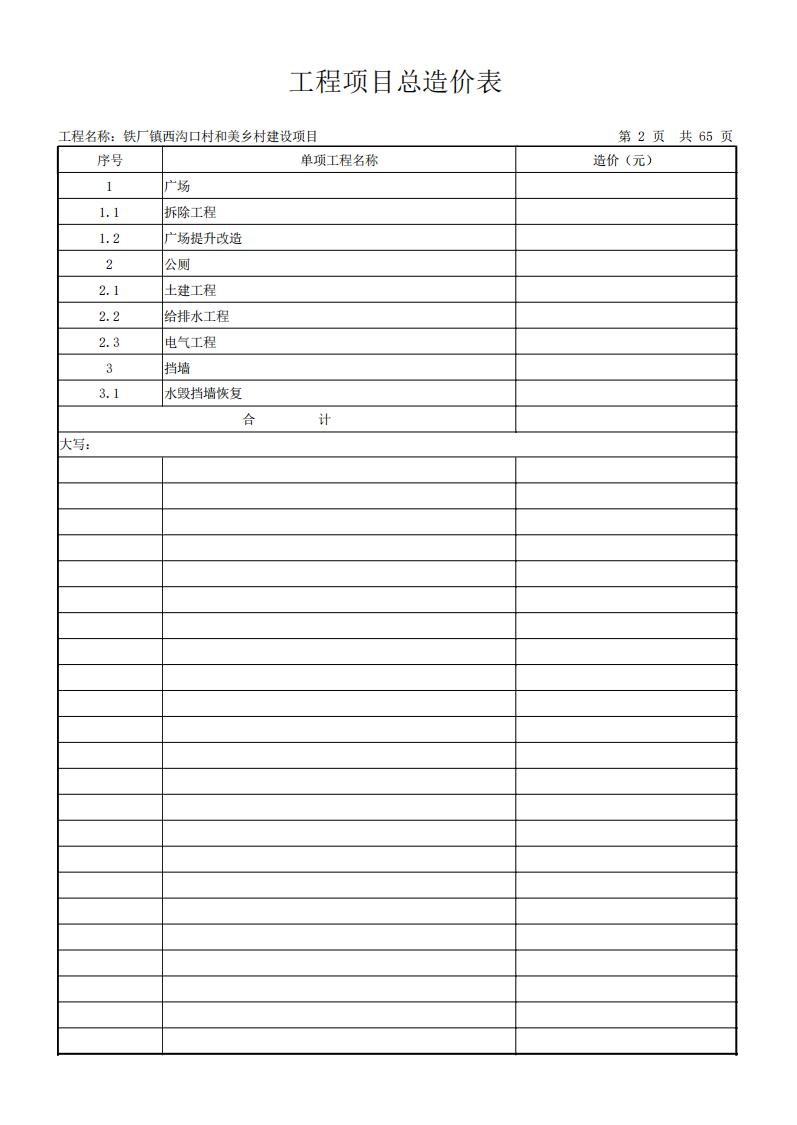 工程项目总造价表
工程名称：铁厂镇西沟口村和美乡村建设项目 第 2 页 共 65 页
序号 单项工程名称 造价（元）
1 广场
1.1 拆除工程
1.2 广场提升改造
2 公厕
2.1 土建工程
2.2 给排水工程
2.3 电气工程
3 挡墙
3.1 水毁挡墙恢复
合 计
大写：